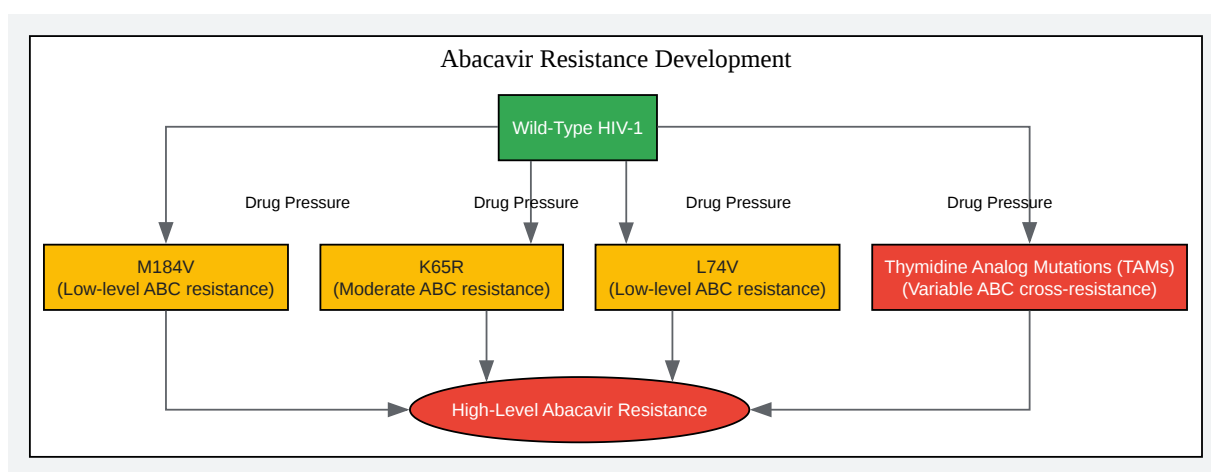 Abacavir Resistance Development
Wild-Type HIV-1
Drug Pressure
Drug Pressure
Drug Pressure
Drug Pressure
M184V
(Low-level ABC resistance)
K65R
(Moderate ABC resistance)
L74V
(Low-level ABC resistance)
Thymidine Analog Mutations (TAMs)
(Variable ABC cross-resistance)
High-Level Abacavir Resistance